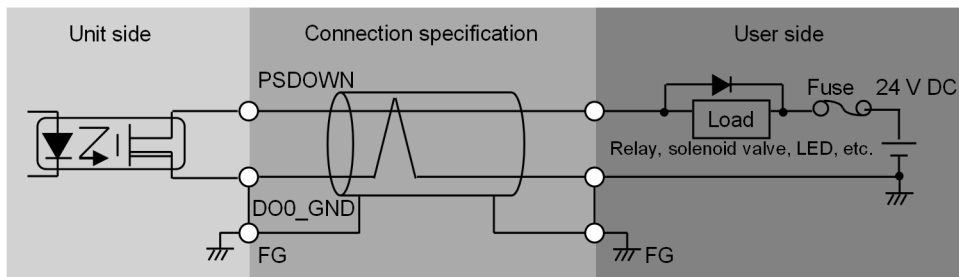 Unit side
Connection specification
User side
PSDOWN
Fuse
24 V DC
Load
Relay, solenoid valve, LED, etc.
DO0_GND
FG
FG